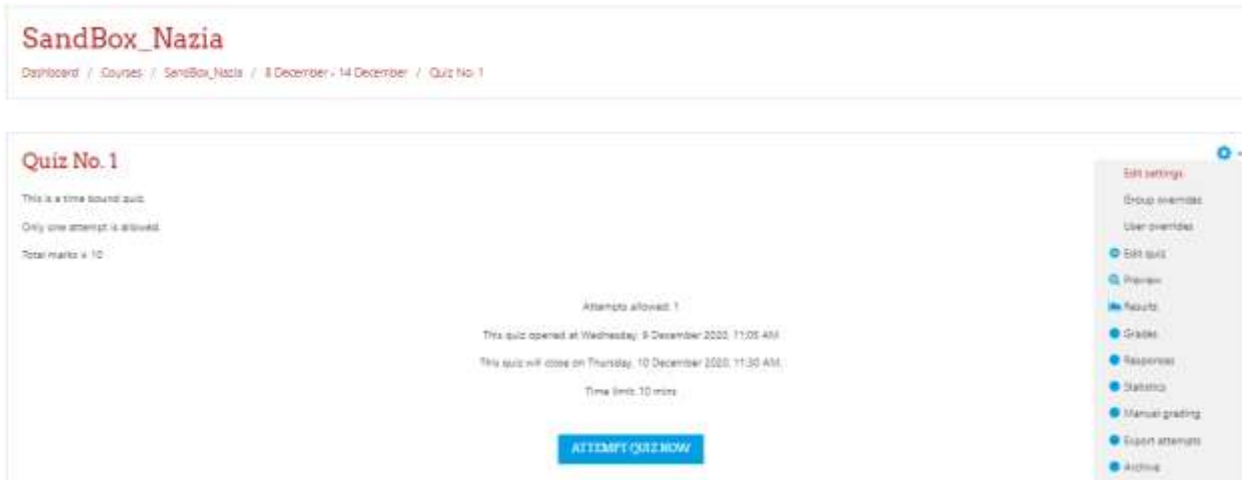 SandBox_Nazia
Dashboard / Courses / SandBox_Nazia / 8 December - 14 December / Quiz No. 1
Quiz No. 1
This is a time bound quiz.
Only one attempt is allowed.
Total marks = 10
Attempts allowed: 1
This quiz opened at Wednesday, 9 December 2020, 11:05 AM
This quiz will close on Thursday, 10 December 2020, 11:30 AM.
Time limit: 10 mins
ATTEMPT QUIZ NOW
Edit settings
Group overrides
User overrides
Edit quiz
Preview
Results
Grades
Responses
Statistics
Manual grading
Export attempts
Archive